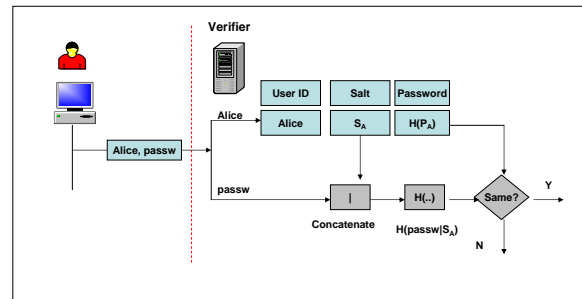 Verifier
User ID Salt Password
Alice
Alice S_A H(P_A)
Alice, passw
passw
| H(..) Same? Y
Concatenate H(passw|S_A)
N